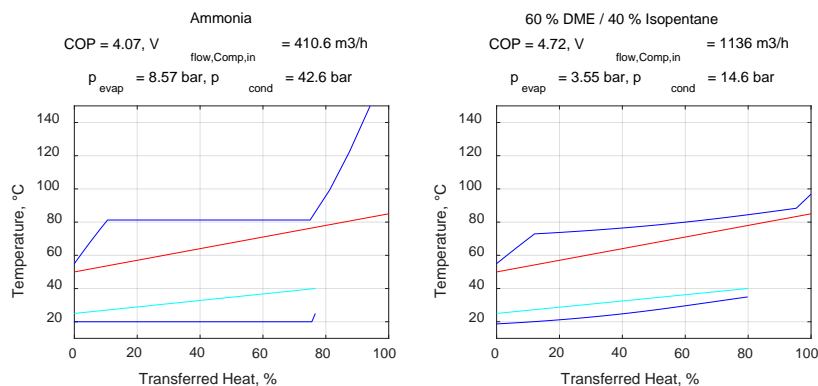 Ammonia
COP = 4.07, V flow,Comp,in = 410.6 m3/h
p evap = 8.57 bar, p cond = 42.6 bar
140
120
100
80
60
40
20
0 20 40 60 80 100
Temperature, °C
Transferred Heat, %
60 % DME / 40 % Isopentane
COP = 4.72, V flow,Comp,in = 1136 m3/h
p evap = 3.55 bar, p cond = 14.6 bar
140
120
100
80
60
40
20
0 20 40 60 80 100
Temperature, °C
Transferred Heat, %